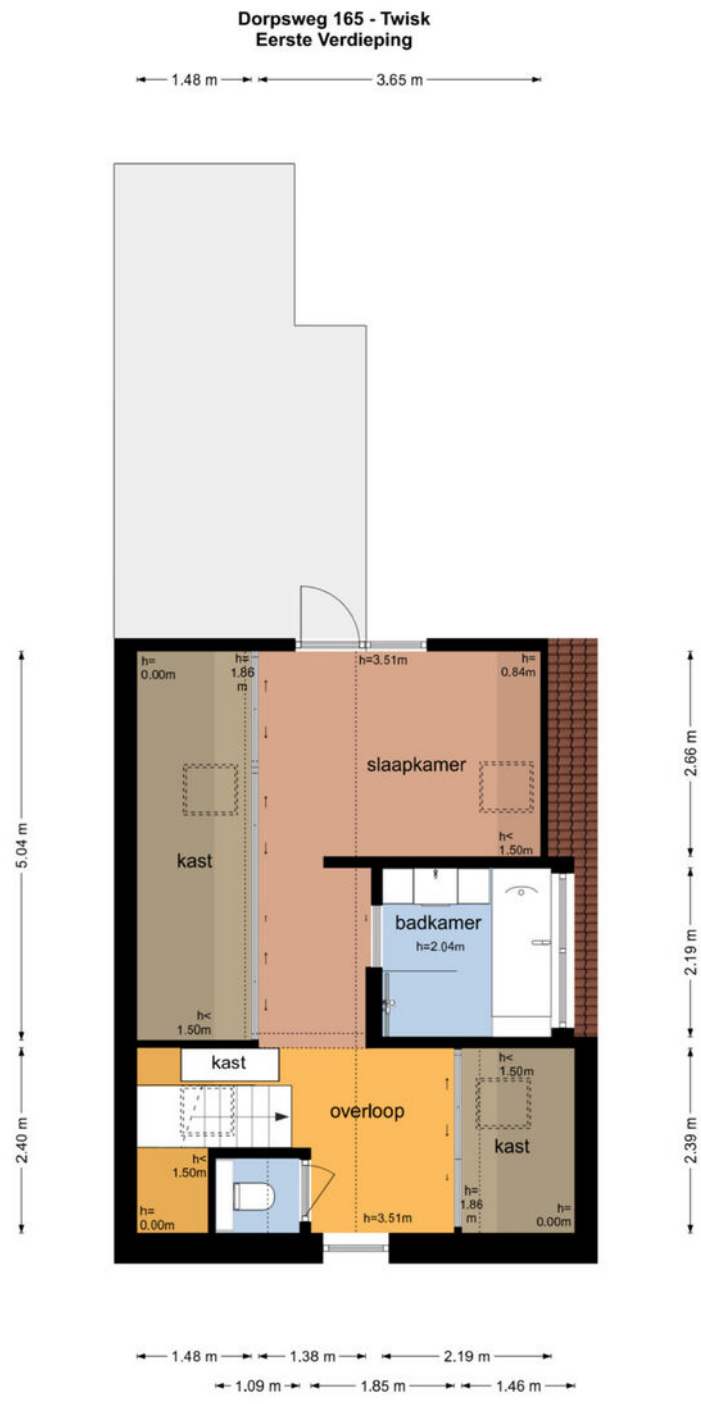 Dorpsweg 165 - Twisk
Eerste Verdieping
1.48 m
3.65 m
h=
0.00m
h=
1.86
m
h=3.51m
h=
0.84m
slaapkamer
2.66 m
h<
1.50m
5.04 m
kast
badkamer
h=2.04m
2.19 m
h<
1.50m
kast
overloop
h<
1.50m
kast
2.40 m
2.39 m
h<
1.50m
h=
0.00m
h=3.51m
h=
1.86
m
h=
0.00m
1.48 m
1.38 m
2.19 m
1.09 m
1.85 m
1.46 m